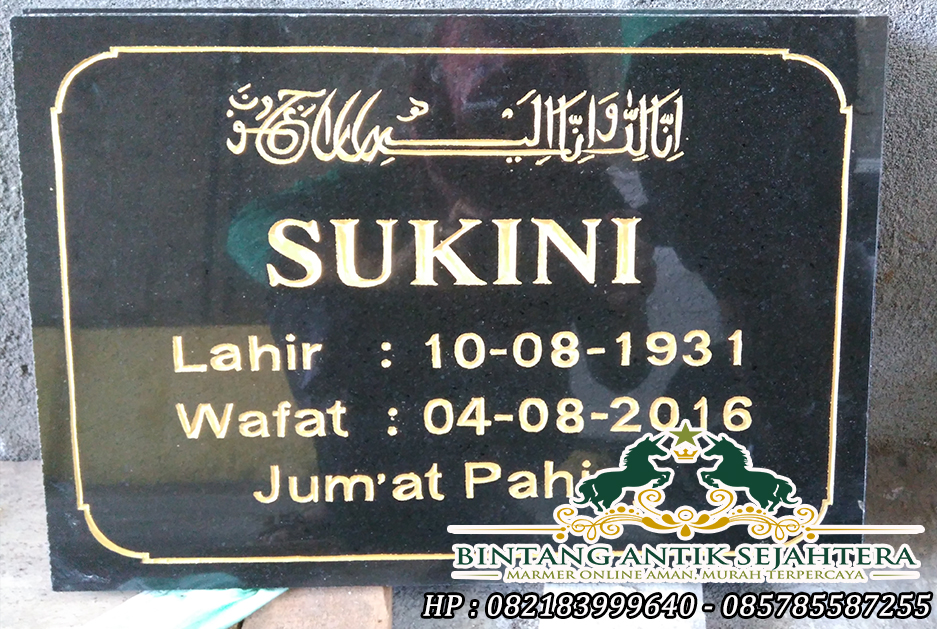 إنا لله وإنا إليه راجعون
SUKINI
Lahir : 10-08-1931
Wafat : 04-08-2016
Jum'at Pahi
BINTANG ANTIK SEJAHTERA
MARMER ONLINE AMAN, MURAH TERPERCAYA
HP : 082183999640 - 085785587255